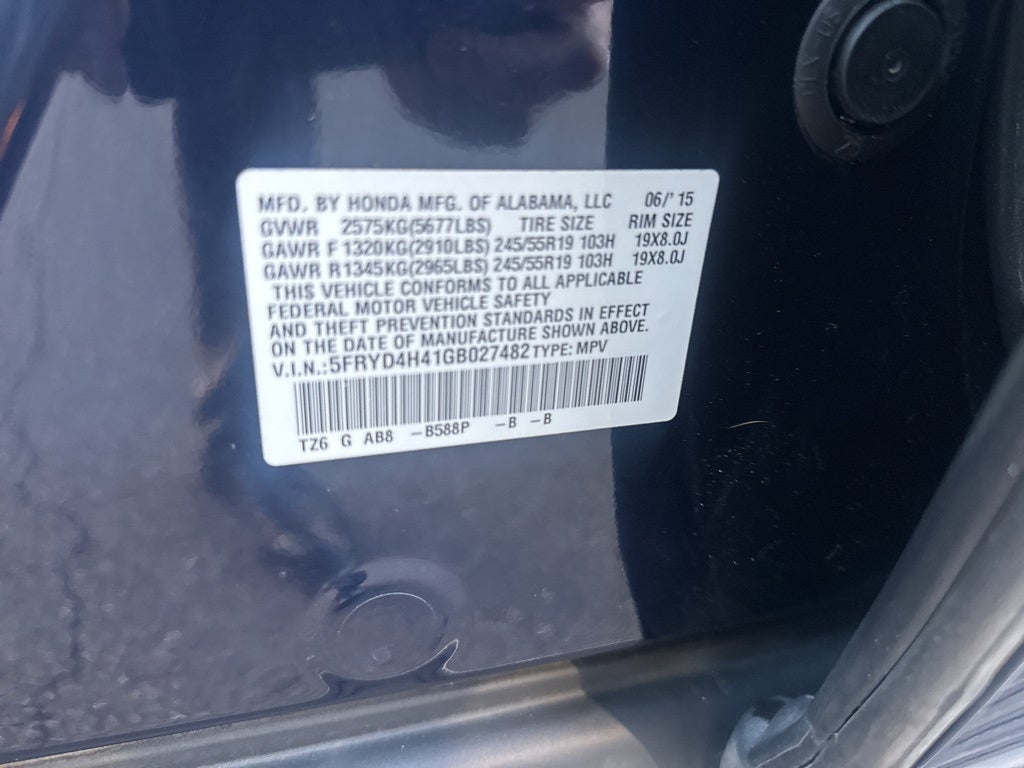 MFD. BY HONDA MFG. OF ALABAMA, LLC 06/'15
GVWR 2575KG(5677LBS) TIRE SIZE RIM SIZE
GAWR F 1320KG(2910LBS) 245/55R19 103H 19X8.0J
GAWR R1345KG(2965LBS) 245/55R19 103H 19X8.0J
THIS VEHICLE CONFORMS TO ALL APPLICABLE
FEDERAL MOTOR VEHICLE SAFETY
AND THEFT PREVENTION STANDARDS IN EFFECT
ON THE DATE OF MANUFACTURE SHOWN ABOVE.
V.I.N.:5FRYD4H41GB027482 TYPE: MPV
TZ6 G AB8 -B588P -B -B